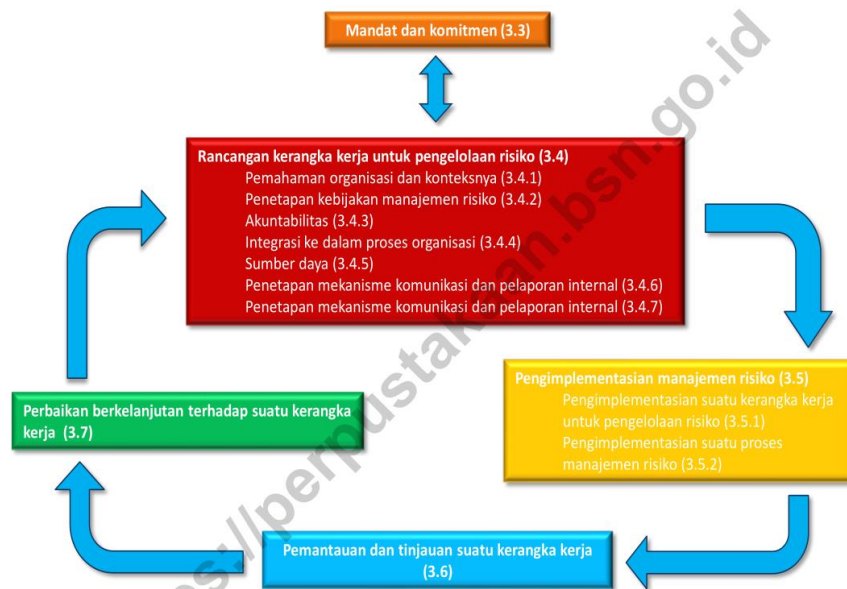 Mandat dan komitmen (3.3)
Rancangan kerangka kerja untuk pengelolaan risiko (3.4)
Pemahaman organisasi dan konteksnya (3.4.1)
Penetapan kebijakan manajemen risiko (3.4.2)
Akuntabilitas (3.4.3)
Integrasi ke dalam proses organisasi (3.4.4)
Sumber daya (3.4.5)
Penetapan mekanisme komunikasi dan pelaporan internal (3.4.6)
Penetapan mekanisme komunikasi dan pelaporan internal (3.4.7)
Pengimplementasian manajemen risiko (3.5)
Pengimplementasian suatu kerangka kerja
untuk pengelolaan risiko (3.5.1)
Pengimplementasian suatu proses
manajemen risiko (3.5.2)
Pemantauan dan tinjauan suatu kerangka kerja
(3.6)
Perbaikan berkelanjutan terhadap suatu kerangka
kerja (3.7)
s://perpustakaan.bsn.go.id